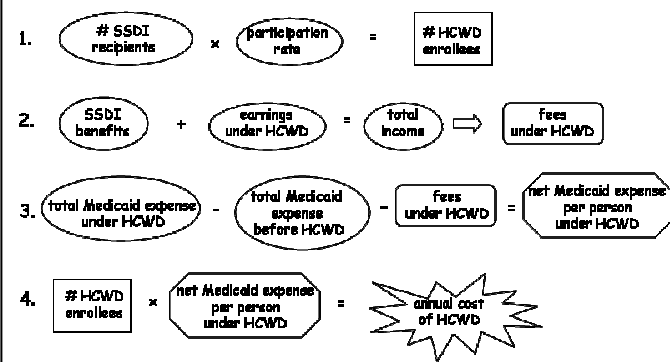 1. # SSDI recipients × participation rate = # HCWD enrollees
2. SSDI benefits + earnings under HCWD = total income ⇨ fees under HCWD
3. total Medicaid expense under HCWD - total Medicaid expense before HCWD - fees under HCWD = net Medicaid expense per person under HCWD
4. # HCWD enrollees × net Medicaid expense per person under HCWD = annual cost of HCWD